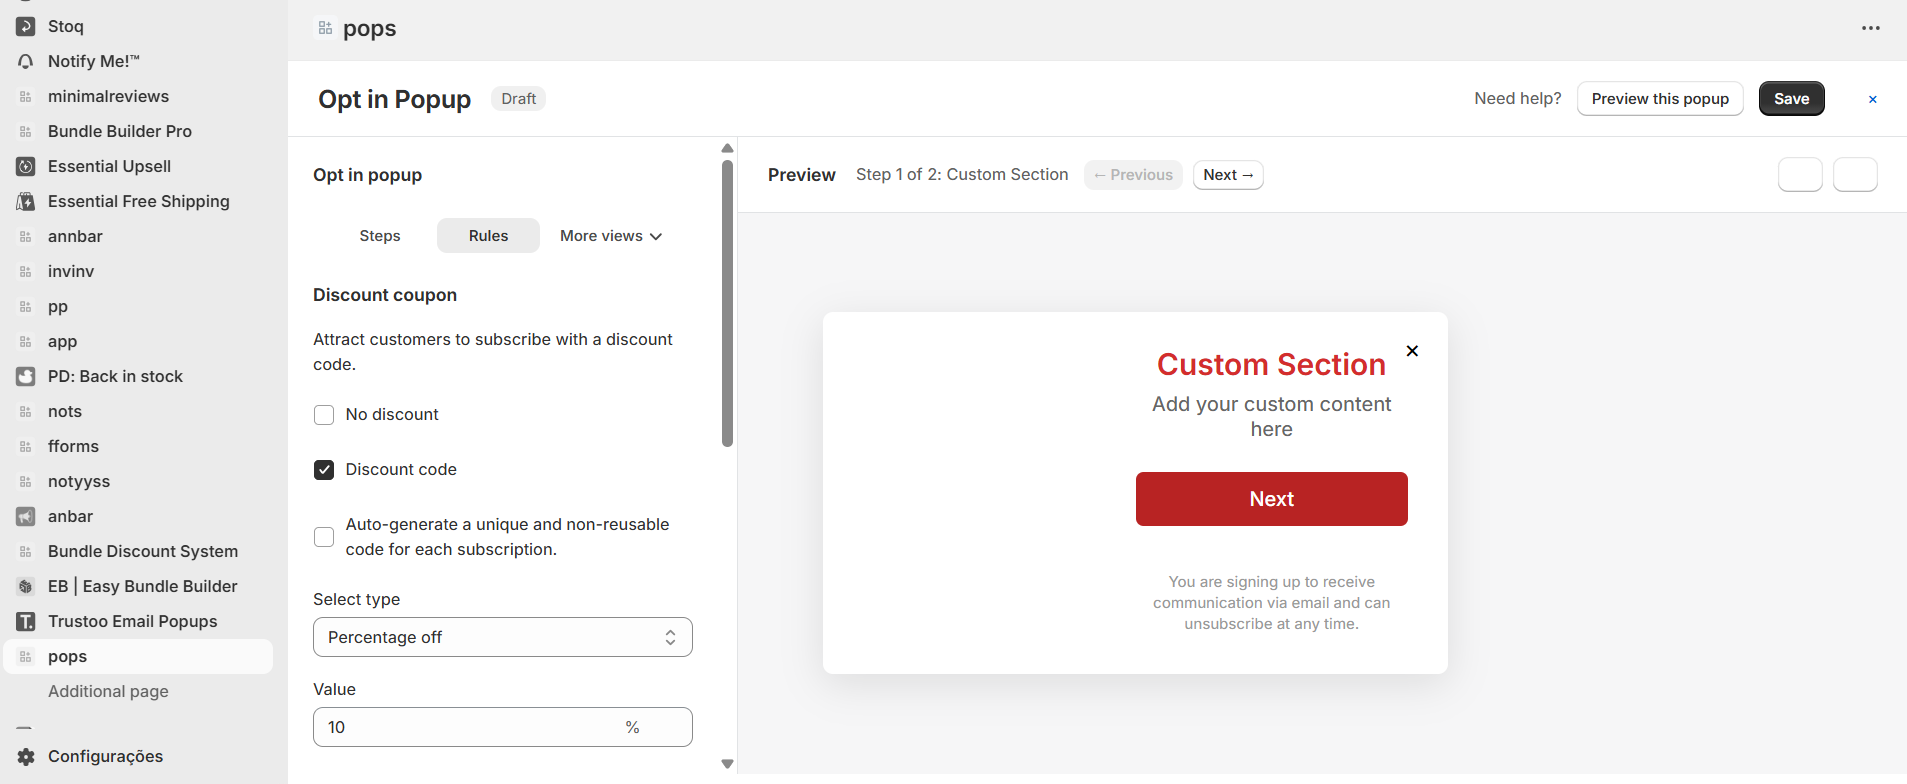 Stoq
Notify Me!™
minimalreviews
Bundle Builder Pro
Essential Upsell
Essential Free Shipping
annbar
invinv
pp
app
PD: Back in stock
nots
fforms
notyyss
anbar
Bundle Discount System
EB | Easy Bundle Builder
Trustoo Email Popups
pops
Additional page
Configurações
pops
Opt in Popup
Draft
Need help?
Preview this popup
Save
Opt in popup
Steps
Rules
More views
Discount coupon
Attract customers to subscribe with a discount
code.
No discount
Discount code
Auto-generate a unique and non-reusable
code for each subscription.
Select type
Percentage off
Value
10 %
Preview
Step 1 of 2: Custom Section
← Previous
Next →
Custom Section
Add your custom content
here
Next
You are signing up to receive
communication via email and can
unsubscribe at any time.